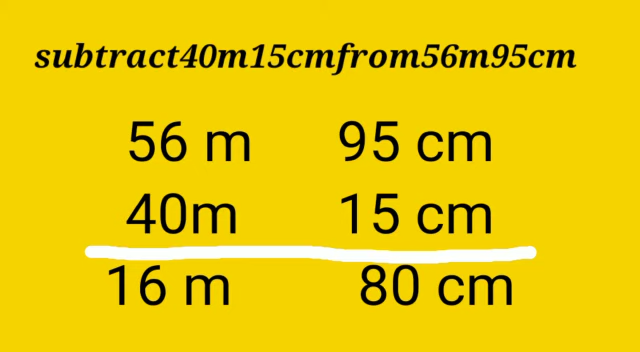 subtract40m15cmfrom56m95cm
56 m 95 cm
40m 15 cm
16 m 80 cm